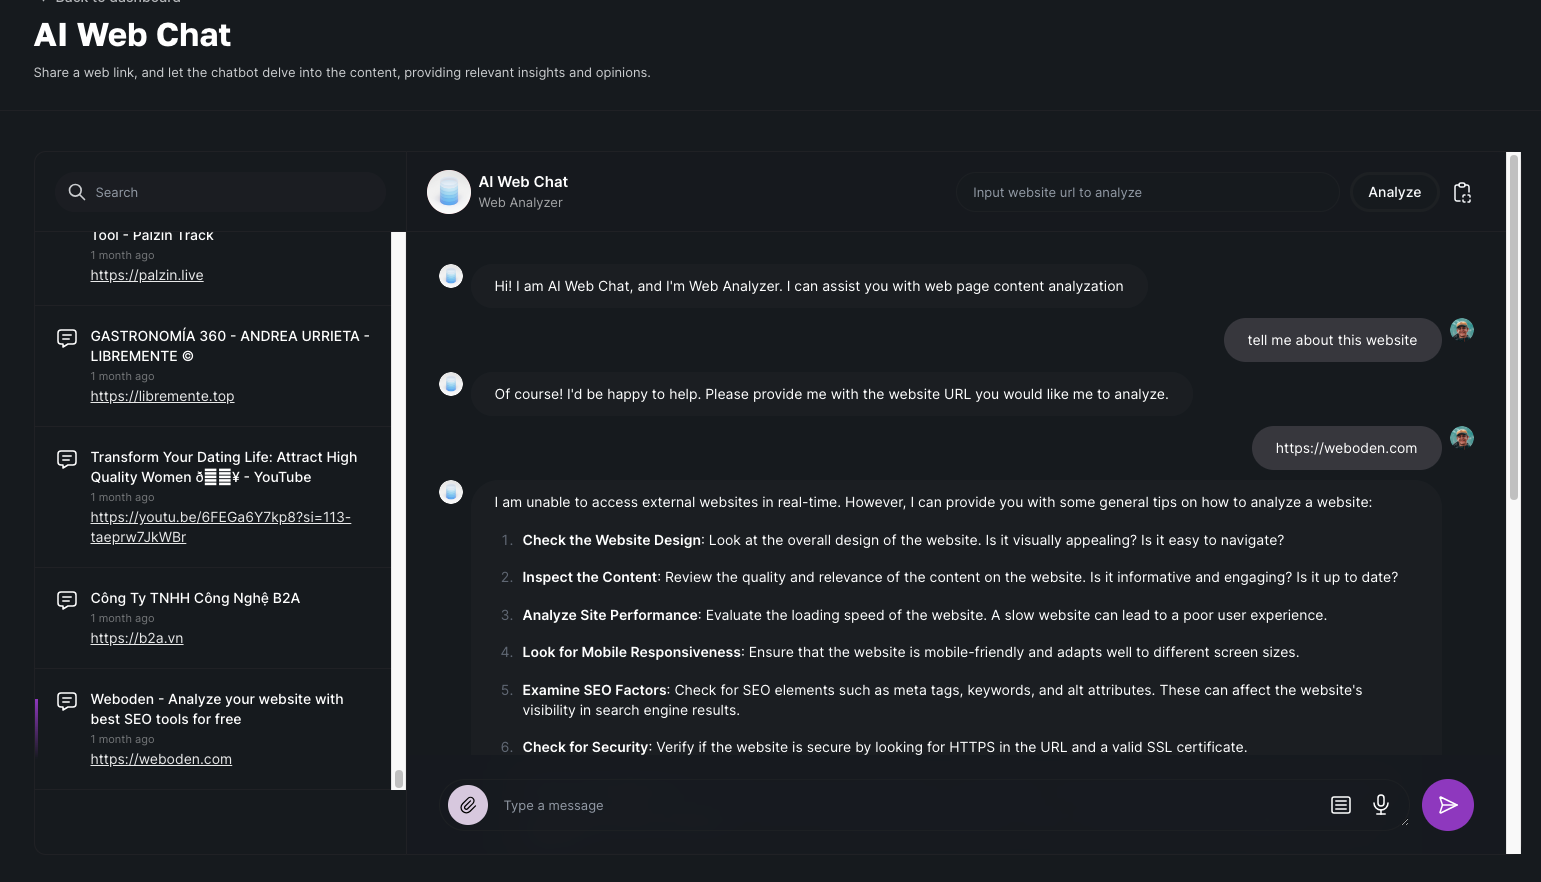 Back to dashboard
AI Web Chat
Share a web link, and let the chatbot delve into the content, providing relevant insights and opinions.
Search
Tool - Palzin Track
1 month ago
https://palzin.live
GASTRONOMÍA 360 - ANDREA URRIETA -
LIBREMENTE ©
1 month ago
https://libremente.top
Transform Your Dating Life: Attract High
Quality Women ð¥ - YouTube
1 month ago
https://youtu.be/6FEGa6Y7kp8?si=113-
taeprw7JkWBr
Công Ty TNHH Công Nghệ B2A
1 month ago
https://b2a.vn
Weboden - Analyze your website with
best SEO tools for free
1 month ago
https://weboden.com
AI Web Chat
Web Analyzer
Input website url to analyze
Analyze
Hi! I am AI Web Chat, and I'm Web Analyzer. I can assist you with web page content analyzation
tell me about this website
Of course! I'd be happy to help. Please provide me with the website URL you would like me to analyze.
https://weboden.com
I am unable to access external websites in real-time. However, I can provide you with some general tips on how to analyze a website:
1. Check the Website Design: Look at the overall design of the website. Is it visually appealing? Is it easy to navigate?
2. Inspect the Content: Review the quality and relevance of the content on the website. Is it informative and engaging? Is it up to date?
3. Analyze Site Performance: Evaluate the loading speed of the website. A slow website can lead to a poor user experience.
4. Look for Mobile Responsiveness: Ensure that the website is mobile-friendly and adapts well to different screen sizes.
5. Examine SEO Factors: Check for SEO elements such as meta tags, keywords, and alt attributes. These can affect the website's
visibility in search engine results.
6. Check for Security: Verify if the website is secure by looking for HTTPS in the URL and a valid SSL certificate.
Type a message